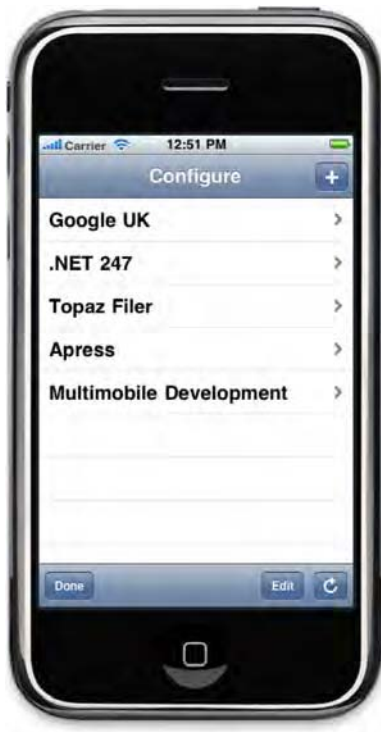 Carrier 12:51 PM
Configure +
Google UK
.NET 247
Topaz Filer
Apress
Multimobile Development
Done Edit